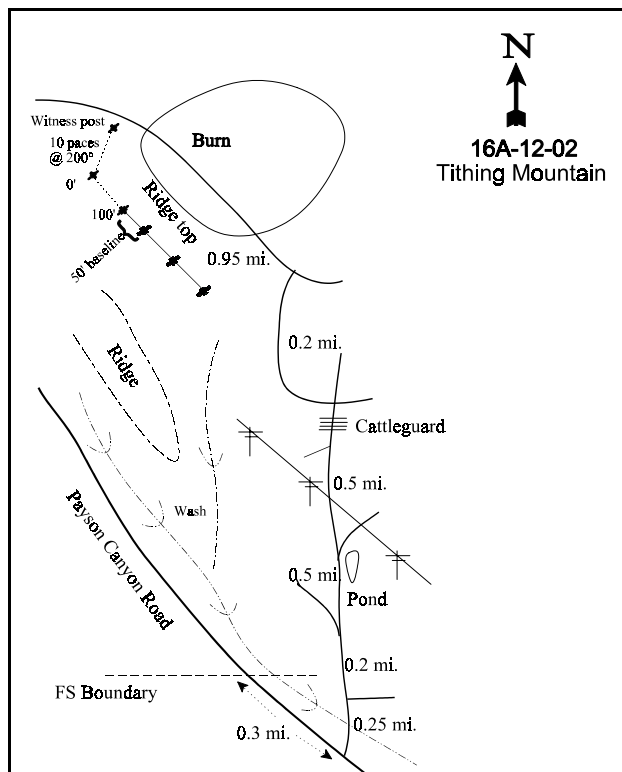 N
16A-12-02
Tithing Mountain
Witness post
10 paces
@ 200°
0'
100'
50' baseline
Burn
Ridge top
0.95 mi.
0.2 mi.
Ridge
Cattleguard
0.5 mi.
Wash
Payson Canyon Road
0.5 mi.
Pond
0.2 mi.
FS Boundary
0.25 mi.
0.3 mi.